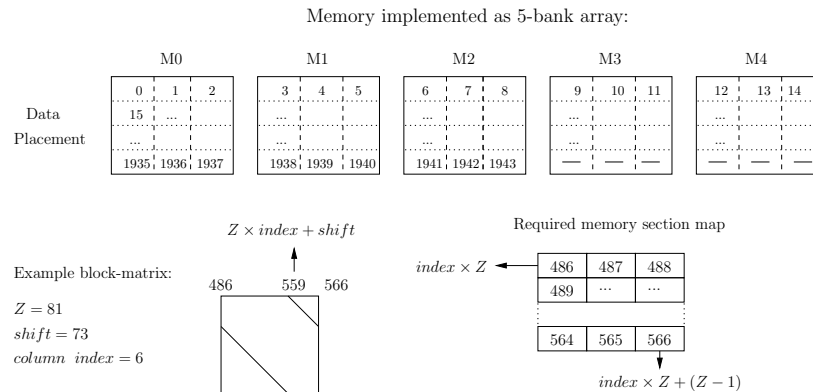 Memory implemented as 5-bank array:
M0 M1 M2 M3 M4
0 1 2 3 4 5 6 7 8 9 10 11 12 13 14
Data
15 ... ... ... ... ...
Placement
... ... ... ... ...
1935 1936 1937 1938 1939 1940 1941 1942 1943 — — — — — —
Z × index + shift
Required memory section map
Example block-matrix:
486 559 566
Z = 81
shift = 73
column index = 6
index × Z
486 487 488
489 ... ...
564 565 566
index × Z + (Z − 1)